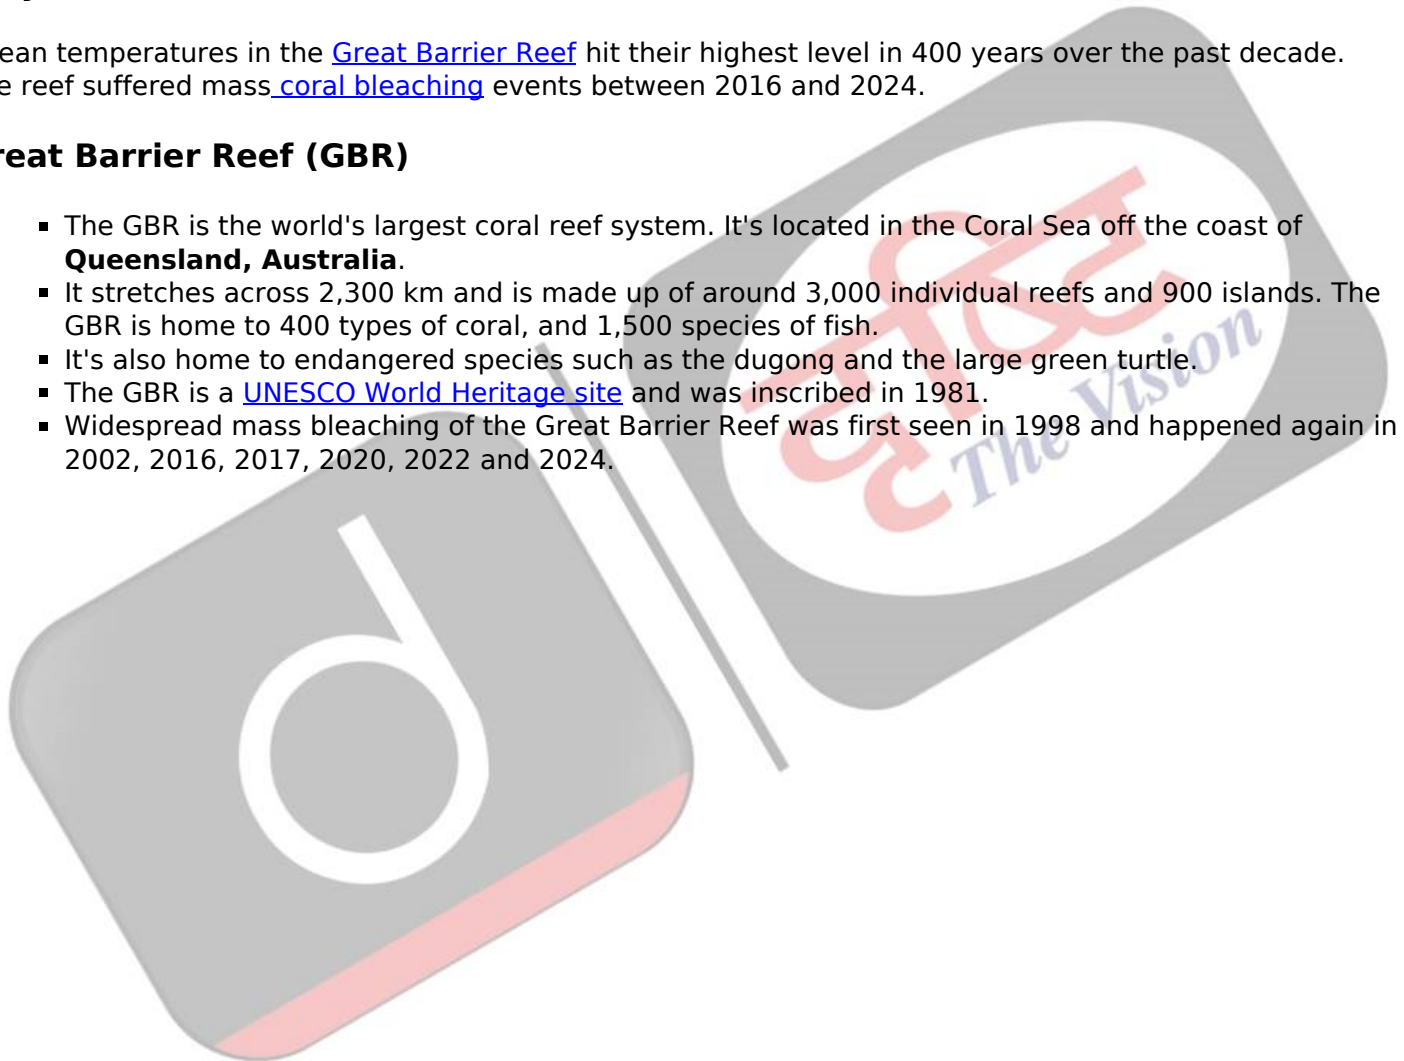 ean temperatures in the Great Barrier Reef hit their highest level in 400 years over the past decade.
e reef suffered mass coral bleaching events between 2016 and 2024.
reat Barrier Reef (GBR)
▪ The GBR is the world's largest coral reef system. It's located in the Coral Sea off the coast of
Queensland, Australia.
▪ It stretches across 2,300 km and is made up of around 3,000 individual reefs and 900 islands. The
GBR is home to 400 types of coral, and 1,500 species of fish.
▪ It's also home to endangered species such as the dugong and the large green turtle.
▪ The GBR is a UNESCO World Heritage site and was inscribed in 1981.
▪ Widespread mass bleaching of the Great Barrier Reef was first seen in 1998 and happened again in
2002, 2016, 2017, 2020, 2022 and 2024.
दृष्टि
The Vision
d